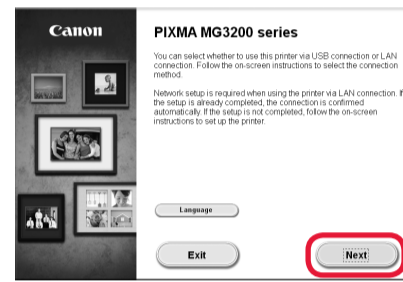 Canon
PIXMA MG3200 series
You can select whether to use this printer via USB connection or LAN
connection. Follow the on-screen instructions to select the connection
method.
Network setup is required when using the printer via LAN connection. If
the setup is already completed, the connection is confirmed
automatically. If the setup is not completed, follow the on-screen
instructions to set up the printer.
Language
Exit
Next